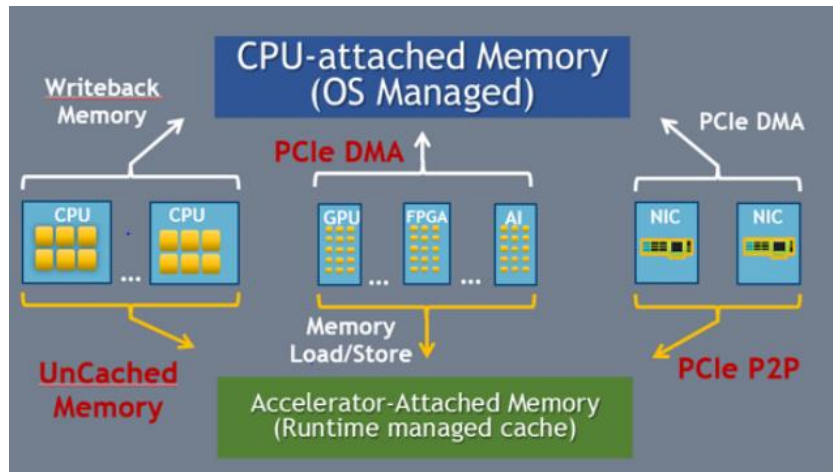 CPU-attached Memory
(OS Managed)
Writeback
Memory
PCIe DMA
PCIe DMA
CPU
CPU
...
GPU
FPGA
AI
...
...
NIC
NIC
...
Memory
Load/Store
UnCached
Memory
PCIe P2P
Accelerator-Attached Memory
(Runtime managed cache)